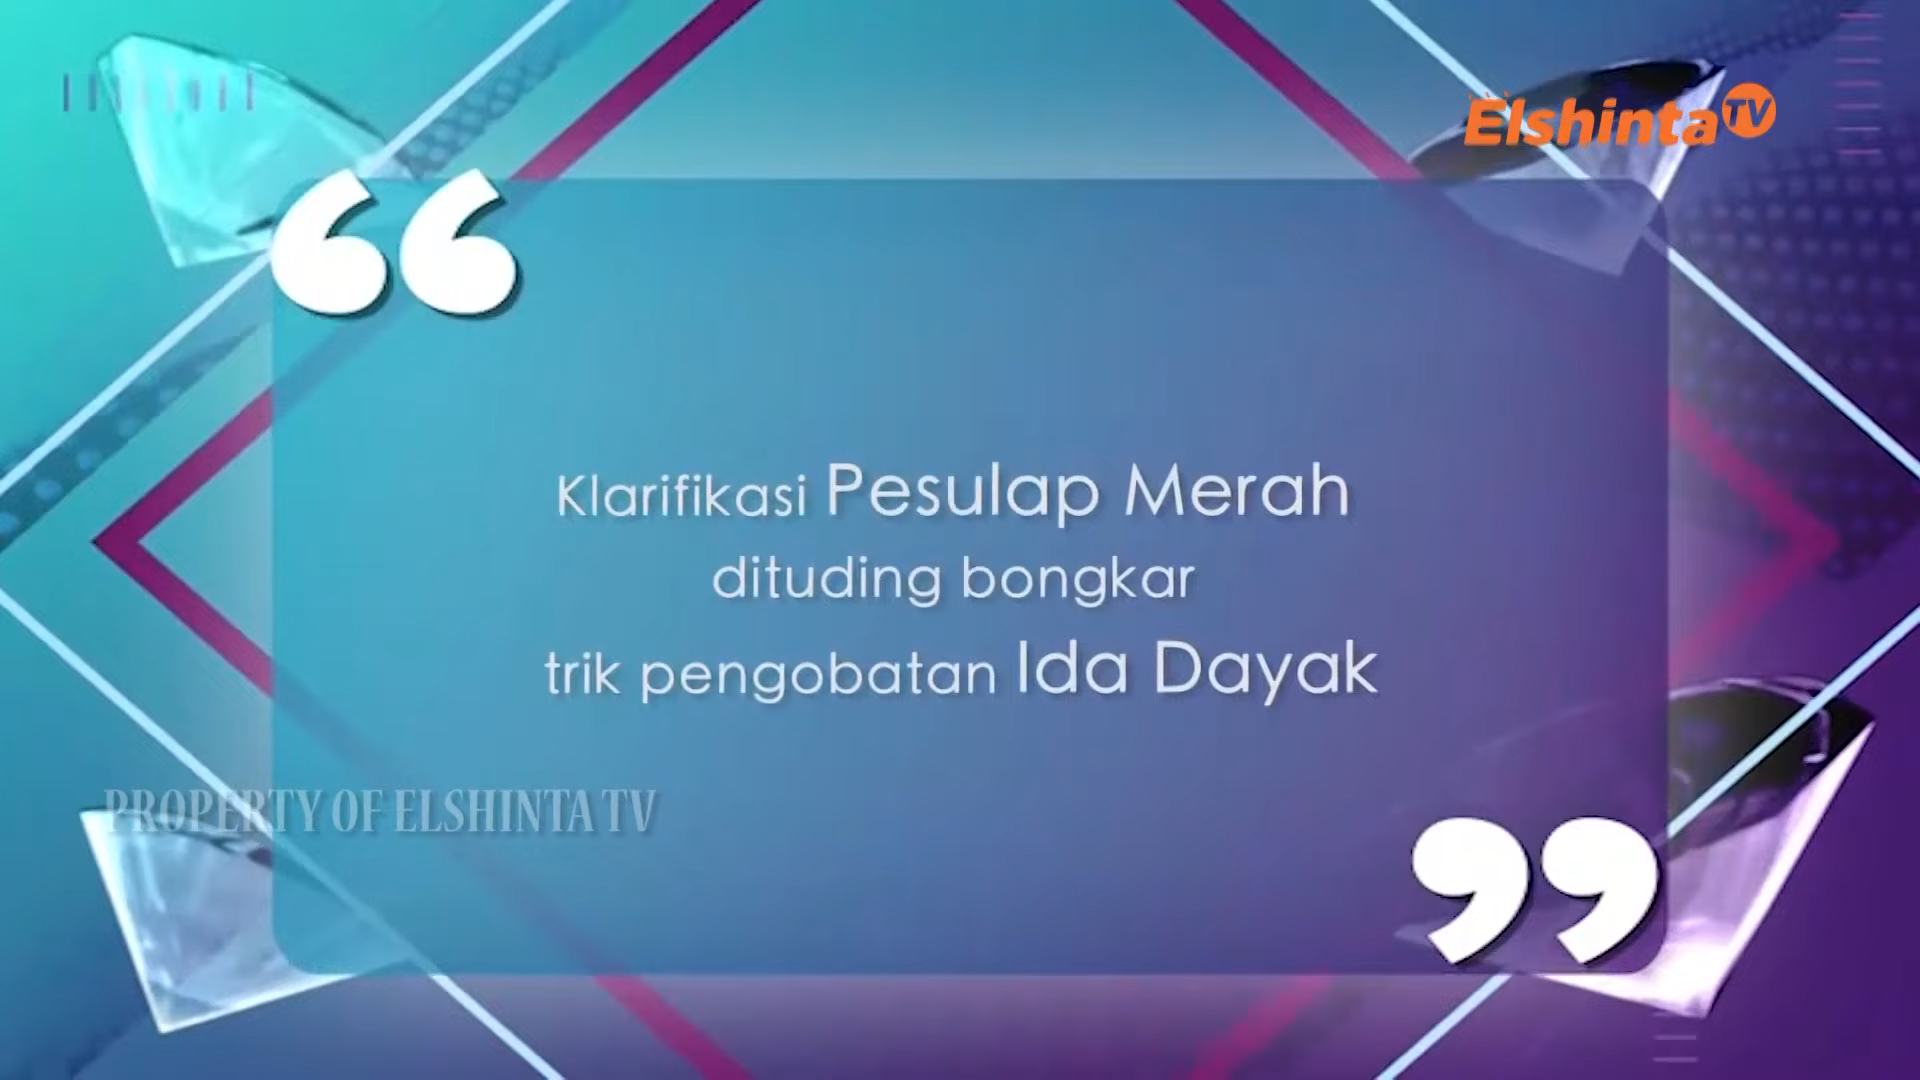 Elshinta TV
Klarifikasi Pesulap Merah
dituding bongkar
trik pengobatan Ida Dayak
PROPERTY OF ELSHINTA TV